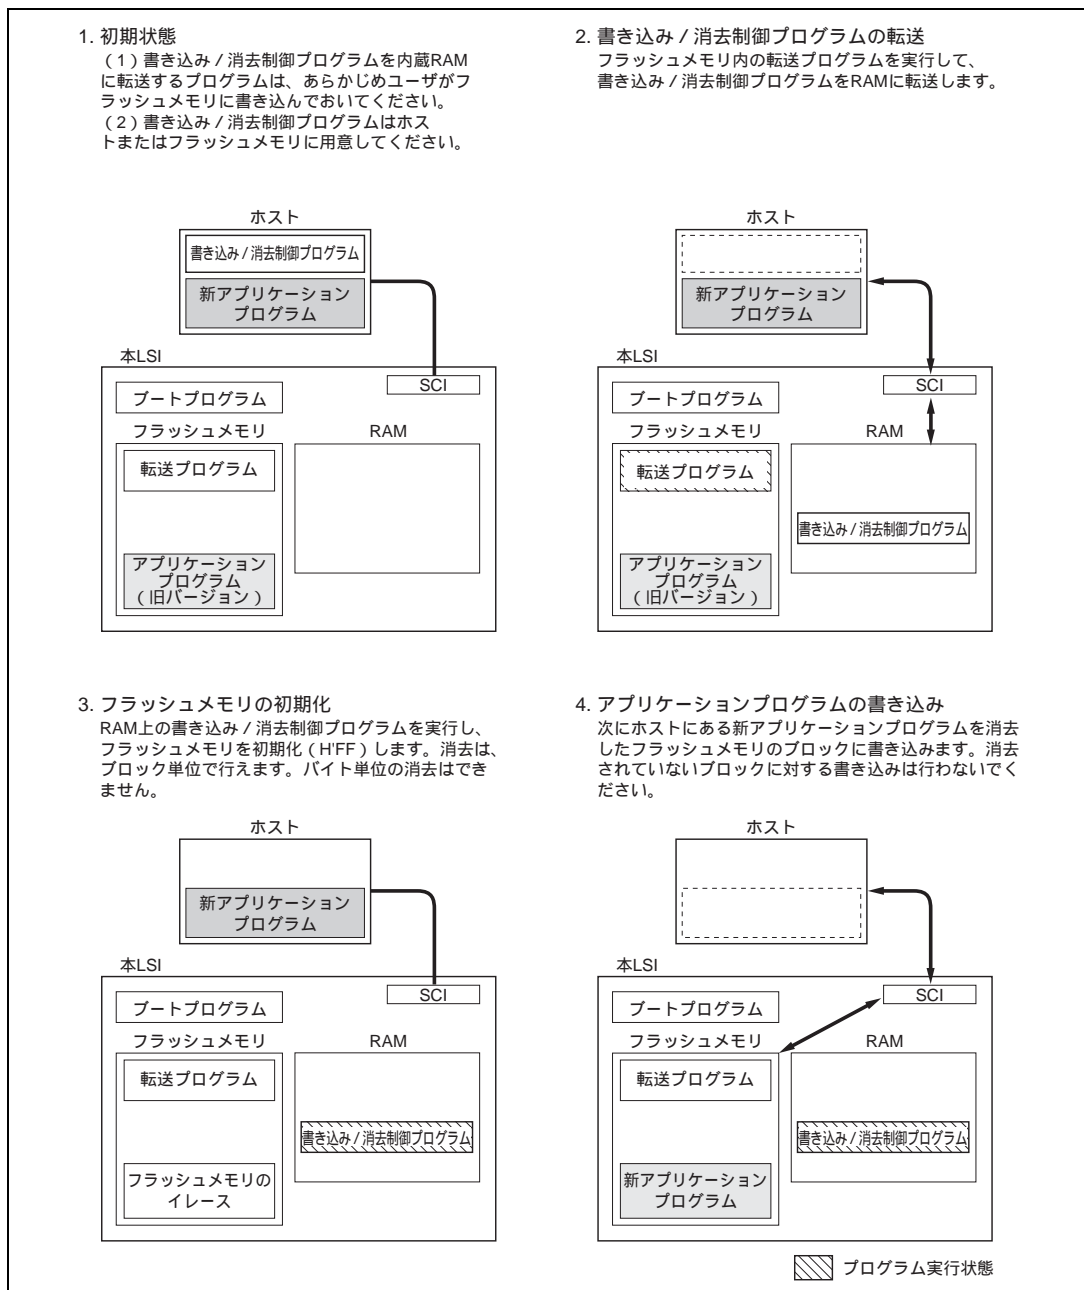 1. 初期状態
（1）書き込み / 消去制御プログラムを内蔵RAM
に転送するプログラムは、あらかじめユーザがフ
ラッシュメモリに書き込んでおいてください。
（2）書き込み / 消去制御プログラムはホス
トまたはフラッシュメモリに用意してください。
ホスト
書き込み / 消去制御プログラム
新アプリケーション
プログラム
本LSI
SCI
ブートプログラム
フラッシュメモリ
RAM
転送プログラム
アプリケーション
プログラム
（旧バージョン）
2. 書き込み / 消去制御プログラムの転送
フラッシュメモリ内の転送プログラムを実行して、
書き込み / 消去制御プログラムをRAMに転送します。
ホスト
新アプリケーション
プログラム
本LSI
SCI
ブートプログラム
フラッシュメモリ
RAM
転送プログラム
書き込み / 消去制御プログラム
アプリケーション
プログラム
（旧バージョン）
3. フラッシュメモリの初期化
RAM上の書き込み / 消去制御プログラムを実行し、
フラッシュメモリを初期化（H'FF）します。消去は、
ブロック単位で行えます。バイト単位の消去はでき
ません。
ホスト
新アプリケーション
プログラム
本LSI
SCI
ブートプログラム
フラッシュメモリ
RAM
転送プログラム
書き込み / 消去制御プログラム
フラッシュメモリの
イレース
4. アプリケーションプログラムの書き込み
次にホストにある新アプリケーションプログラムを消去
したフラッシュメモリのブロックに書き込みます。消去
されていないブロックに対する書き込みは行わないでく
ださい。
ホスト
本LSI
SCI
ブートプログラム
フラッシュメモリ
RAM
転送プログラム
書き込み / 消去制御プログラム
新アプリケーション
プログラム
プログラム実行状態